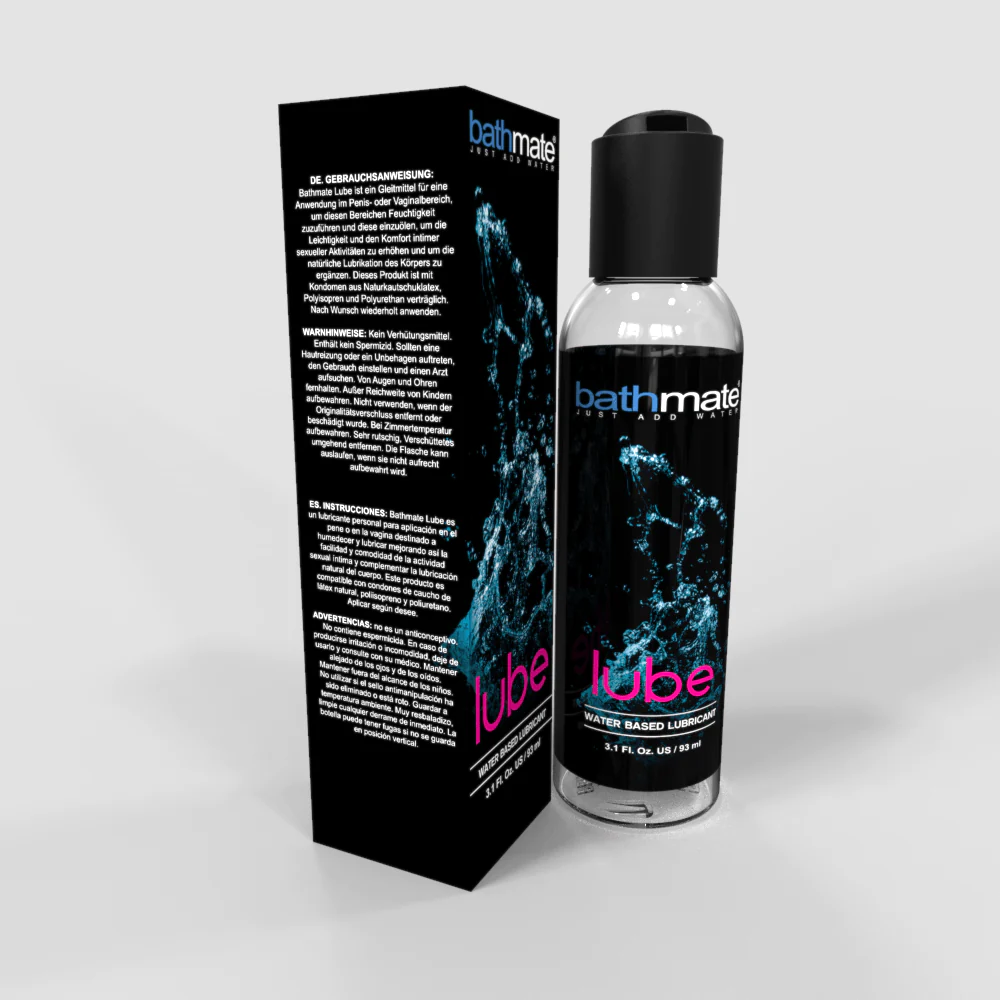 DE. GEBRAUCHSANWEISUNG:
Bathmate Lube ist ein Gleitmittel für eine
Anwendung im Penis- oder Vaginalbereich,
um diesen Bereichen Feuchtigkeit
zuzuführen und diese einzuölen, um die
Leichtigkeit und den Komfort intimer
sexueller Aktivitäten zu erhöhen und um die
natürliche Lubrikation des Körpers zu
ergänzen. Dieses Produkt ist mit
Kondomen aus Naturkautschuklatex,
Polyisopren und Polyurethan verträglich.
Nach Wunsch wiederholt anwenden.
WARNHINWEISE: Kein Verhütungsmittel.
Enthält kein Spermizid. Sollten eine
Hautreizung oder ein Unbehagen auftreten,
den Gebrauch einstellen und einen Arzt
aufsuchen. Von Augen und Ohren
fernhalten. Außer Reichweite von Kindern
aufbewahren. Nicht verwenden, wenn der
Originalitätsverschluss entfernt oder
beschädigt wurde. Bei Zimmertemperatur
aufbewahren. Sehr rutschig, Verschüttetes
umgehend entfernen. Die Flasche kann
auslaufen, wenn sie nicht aufrecht
aufbewahrt wird.
ES. INSTRUCCIONES: Bathmate Lube es
un lubricante personal para aplicación en el
pene o en la vagina destinado a
humedecer y lubricar mejorando así la
facilidad y comodidad de la actividad
sexual íntima y complementar la lubricación
natural del cuerpo. Este producto es
compatible con condones de caucho de
látex natural, poliisopreno y poliuretano.
Aplicar según desee.
ADVERTENCIAS: no es un anticonceptivo.
No contiene espermicida. En caso de
producirse irritación o incomodidad, deje de
usarlo y consulte con su médico. Mantener
alejado de los ojos y de los oídos.
Mantener fuera del alcance de los niños.
No utilizar si el sello antimanipulación ha
sido eliminado o está roto. Guardar a
temperatura ambiente. Muy resbaladizo,
limpie cualquier derrame de inmediato. La
botella puede tener fugas si no se guarda
en posición vertical.
bathmate®
JUST ADD WATER
lube
WATER BASED LUBRICANT
3.1 Fl. Oz. US / 93 ml
bathmate®
JUST ADD WATER
lube
WATER BASED LUBRICANT
3.1 Fl. Oz. US / 93 ml